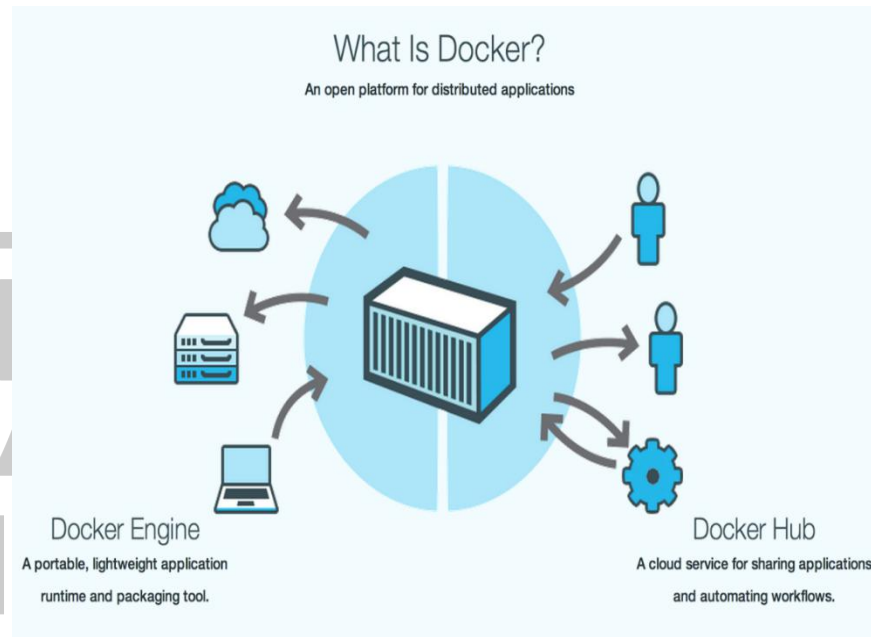 What Is Docker?
An open platform for distributed applications
Docker Engine
A portable, lightweight application
runtime and packaging tool.
Docker Hub
A cloud service for sharing applications
and automating workflows.